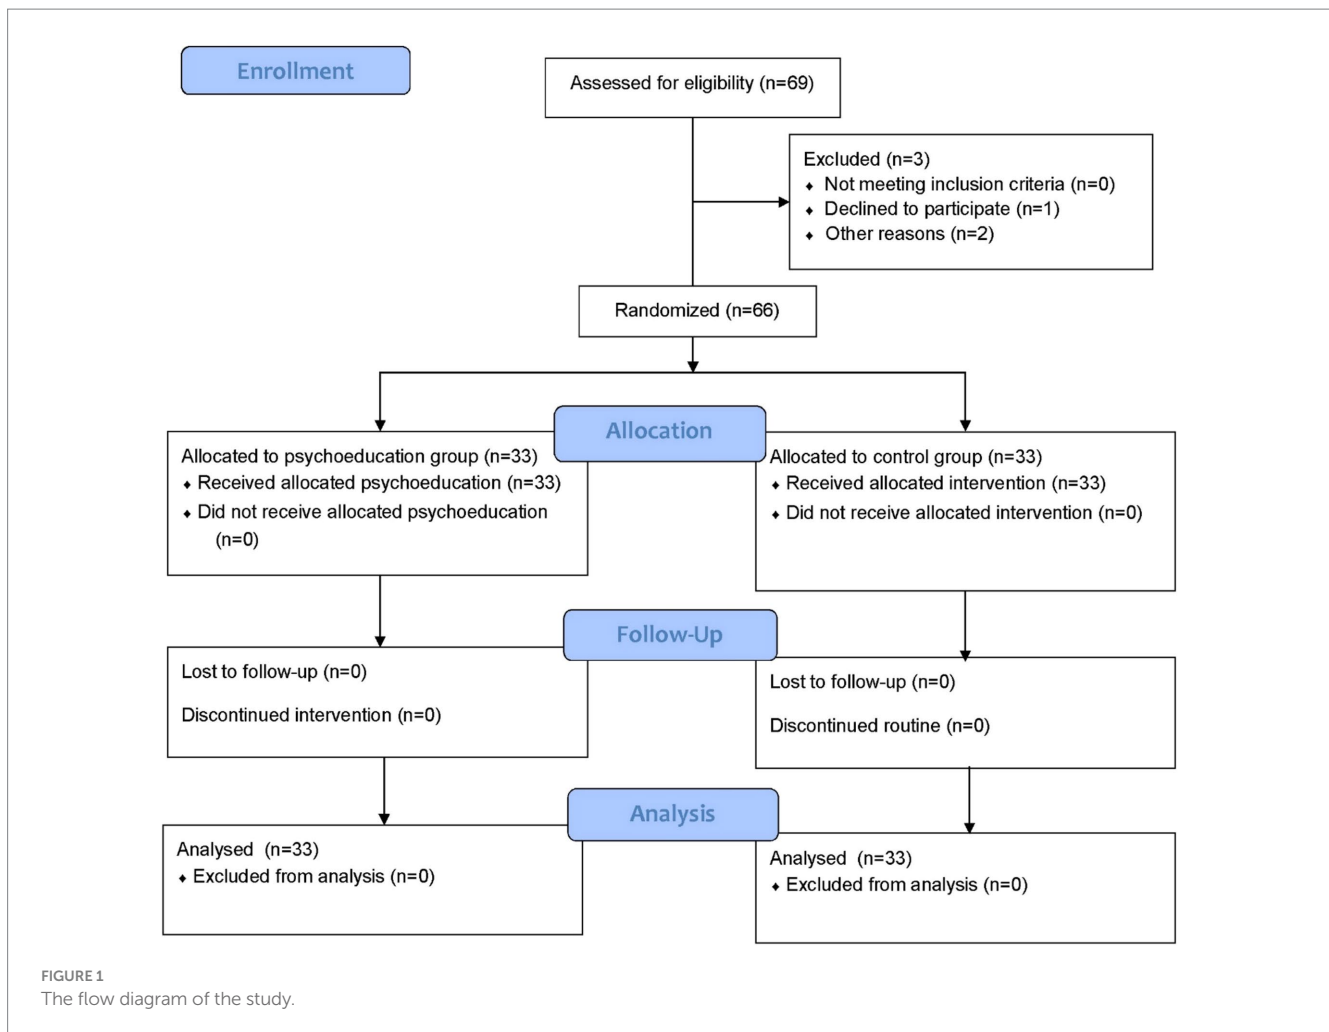 Enrollment
Assessed for eligibility (n=69)
Excluded (n=3)
♦ Not meeting inclusion criteria (n=0)
♦ Declined to participate (n=1)
♦ Other reasons (n=2)
Randomized (n=66)
Allocation
Allocated to psychoeducation group (n=33)
♦ Received allocated psychoeducation (n=33)
♦ Did not receive allocated psychoeducation
(n=0)
Allocated to control group (n=33)
♦ Received allocated intervention (n=33)
♦ Did not receive allocated intervention (n=0)
Follow-Up
Lost to follow-up (n=0)
Discontinued intervention (n=0)
Lost to follow-up (n=0)
Discontinued routine (n=0)
Analysis
Analysed (n=33)
♦ Excluded from analysis (n=0)
Analysed (n=33)
♦ Excluded from analysis (n=0)
FIGURE 1
The flow diagram of the study.